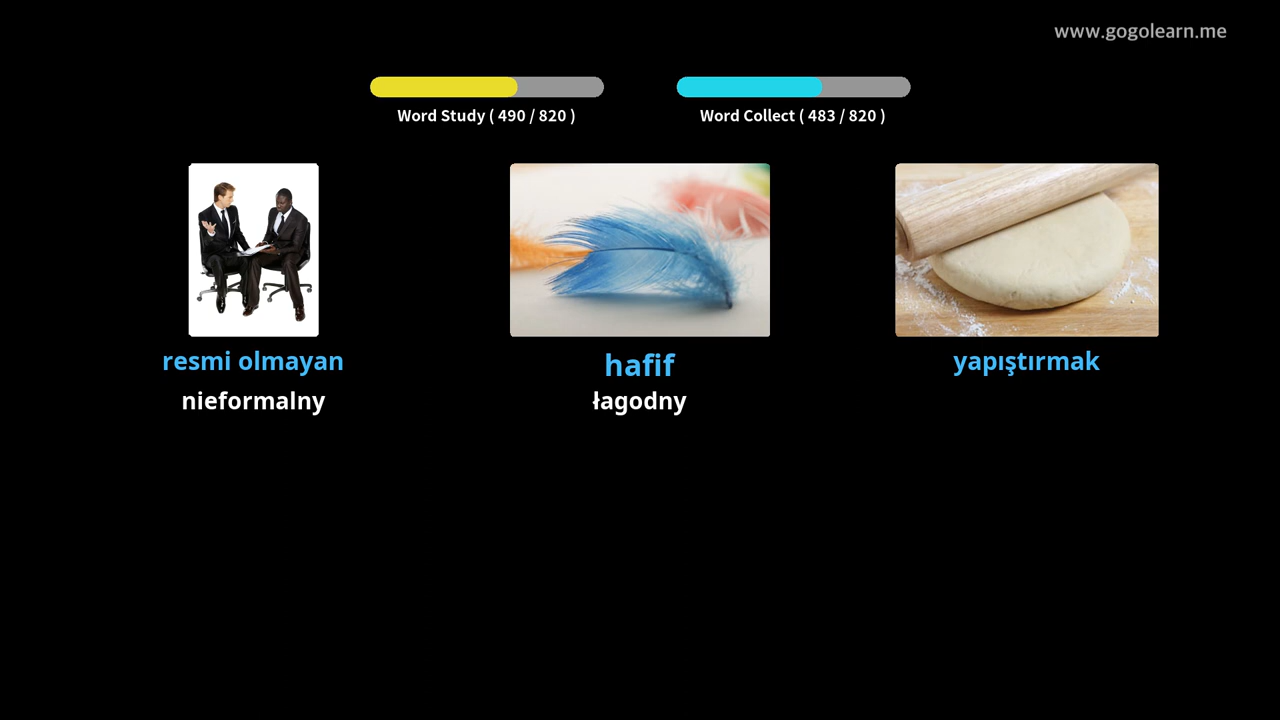 www.gogolearn.me
Word Study ( 490 / 820 )
Word Collect ( 483 / 820 )
resmi olmayan
nieformalny
hafif
łagodny
yapıştırmak